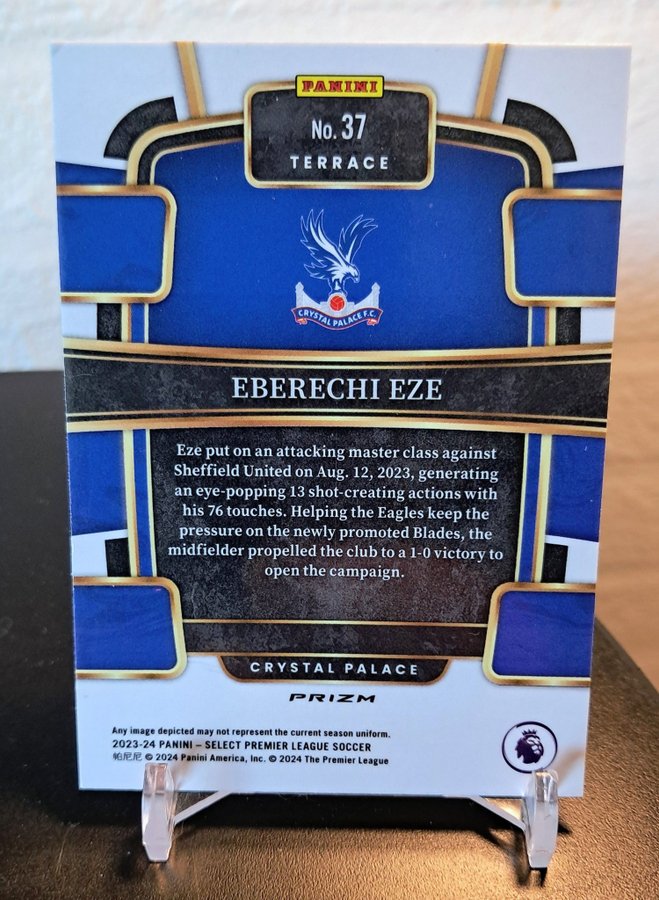 PANINI
No. 37
TERRACE
CRYSTAL PALACE F.C.
EBERECHI EZE
Eze put on an attacking master class against
Sheffield United on Aug. 12, 2023, generating
an eye-popping 13 shot-creating actions with
his 76 touches. Helping the Eagles keep the
pressure on the newly promoted Blades, the
midfielder propelled the club to a 1-0 victory to
open the campaign.
CRYSTAL PALACE
PRIZM
Any image depicted may not represent the current season uniform.
2023-24 PANINI – SELECT PREMIER LEAGUE SOCCER
帕尼尼 © 2024 Panini America, Inc. © 2024 The Premier League